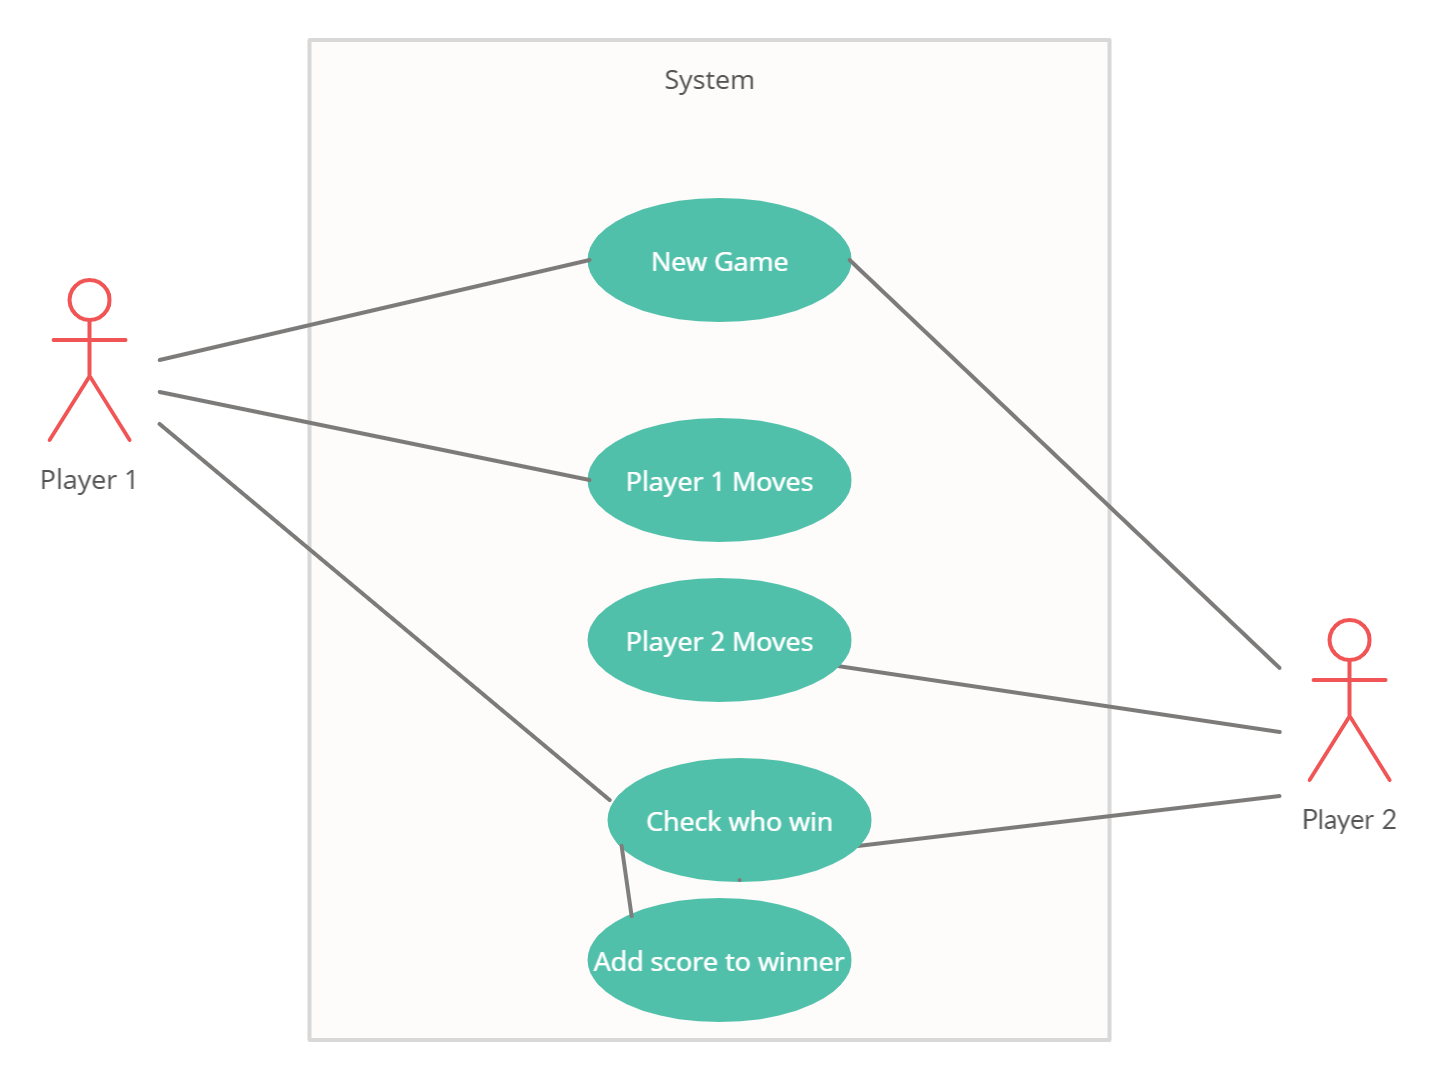 System
New Game
Player 1
Player 1 Moves
Player 2 Moves
Check who win
Player 2
Add score to winner